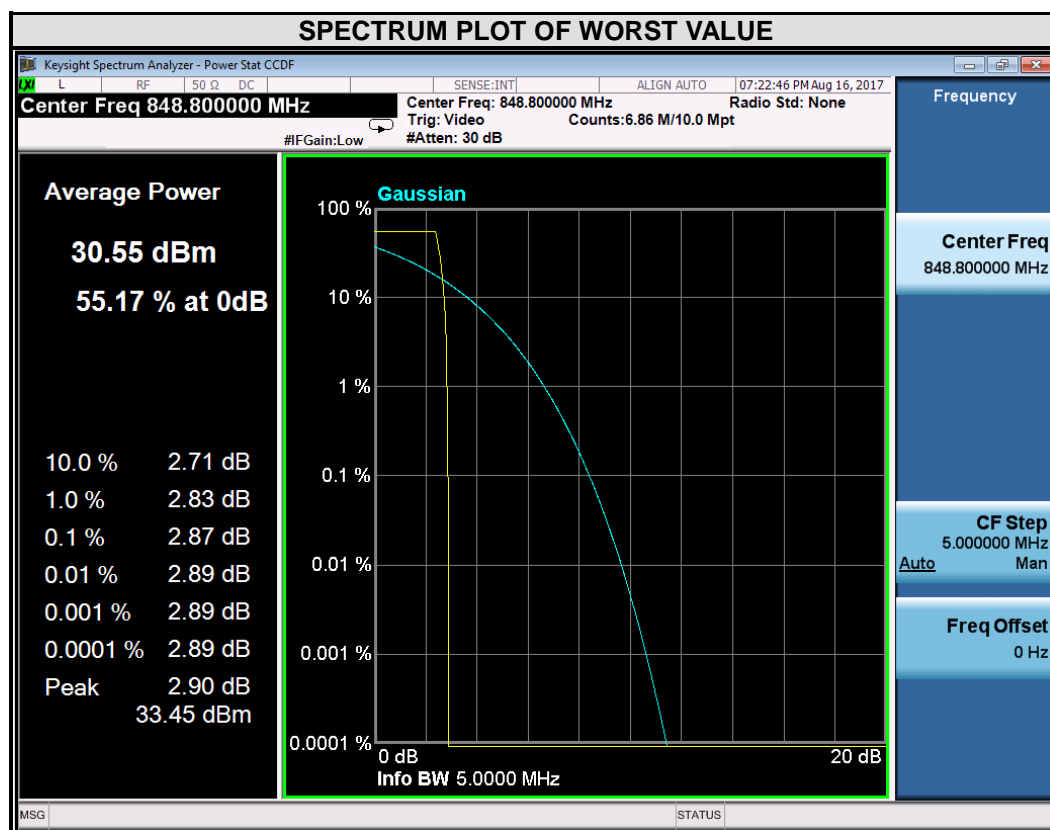 SPECTRUM PLOT OF WORST VALUE
Keysight Spectrum Analyzer - Power Stat CCDF
LXI L RF 50 Ω DC SENSE:INT ALIGN AUTO 07:22:46 PM Aug 16, 2017
Center Freq 848.800000 MHz
#IFGain:Low
Center Freq: 848.800000 MHz
Trig: Video
#Atten: 30 dB
Counts:6.86 M/10.0 Mpt
Radio Std: None
Average Power
30.55 dBm
55.17 % at 0dB
10.0 % 2.71 dB
1.0 % 2.83 dB
0.1 % 2.87 dB
0.01 % 2.89 dB
0.001 % 2.89 dB
0.0001 % 2.89 dB
Peak 2.90 dB
33.45 dBm
Gaussian
100 %
10 %
1 %
0.1 %
0.01 %
0.001 %
0.0001 %
0 dB 20 dB
Info BW 5.0000 MHz
Frequency
Center Freq
848.800000 MHz
CF Step
5.000000 MHz
Auto Man
Freq Offset
0 Hz
MSG STATUS